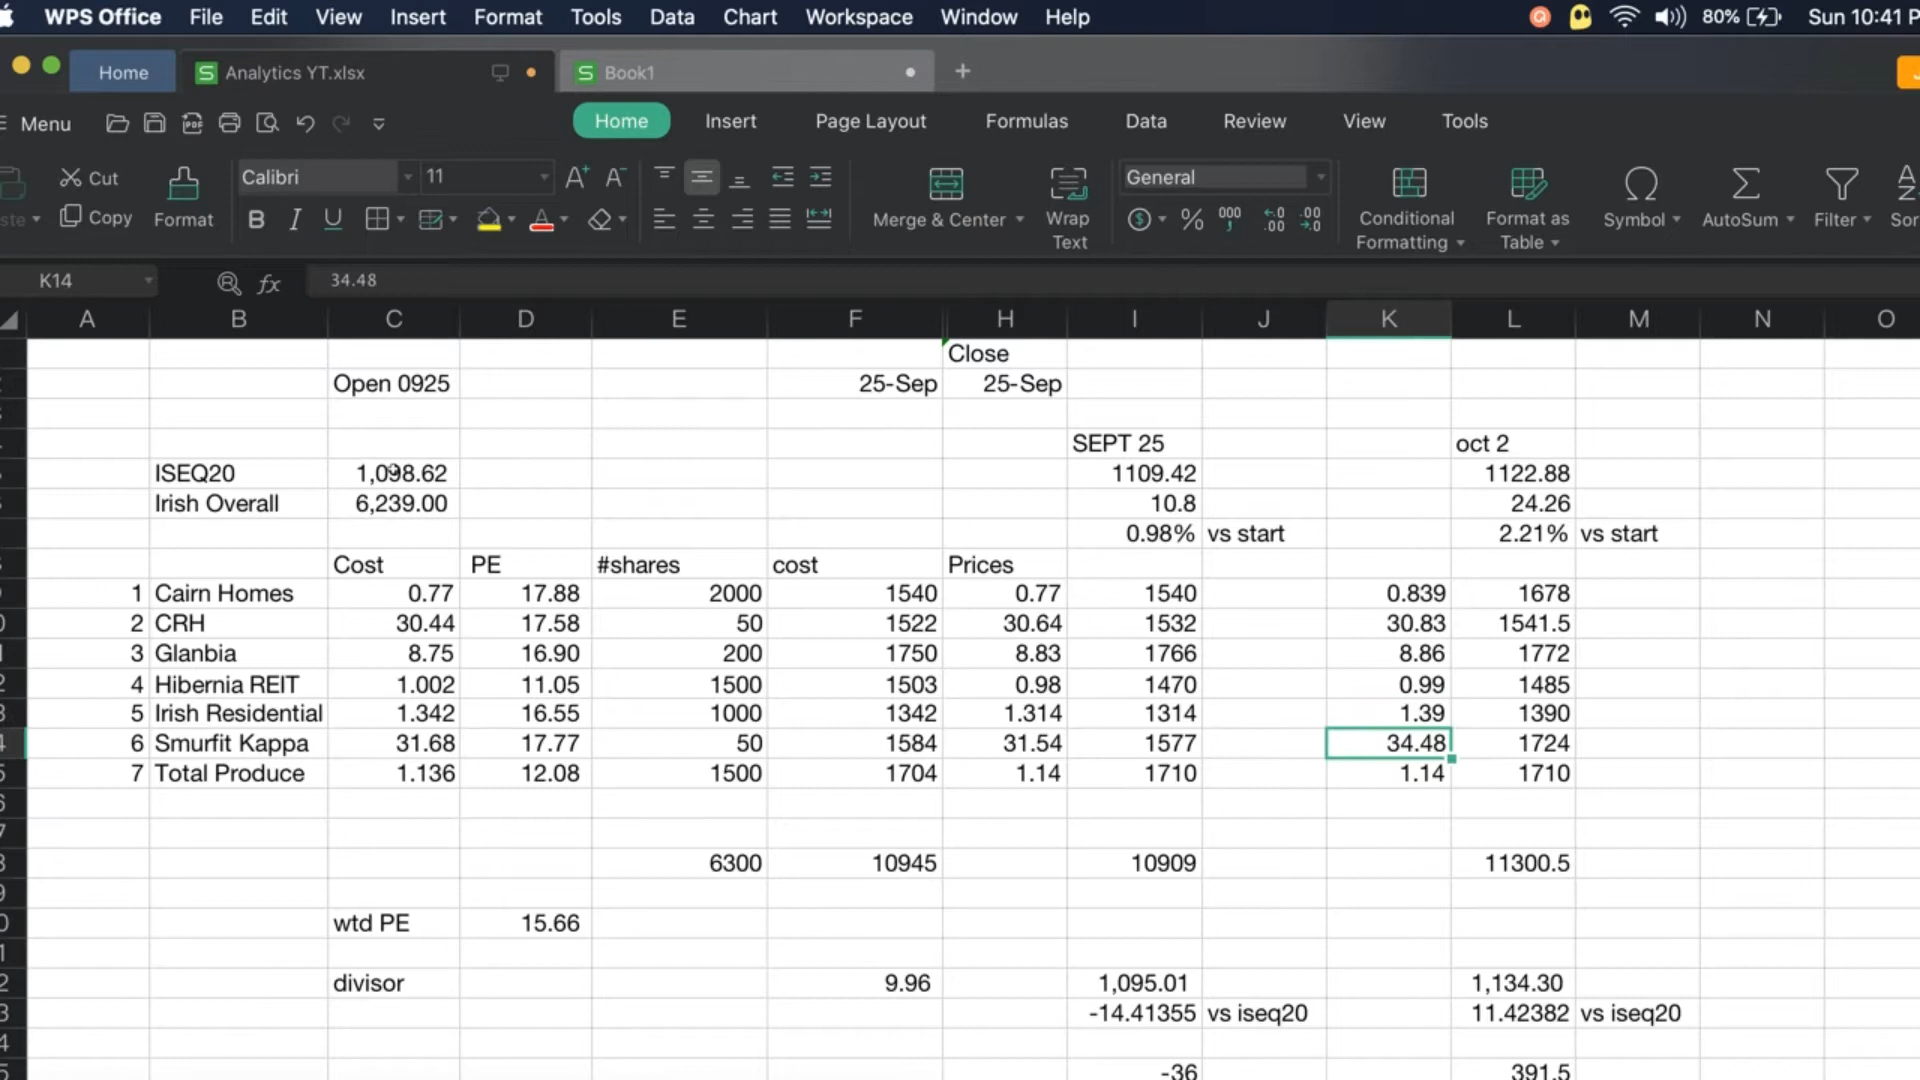 WPS Office File Edit View Insert Format Tools Data Chart Workspace Window Help 80% Sun 10:41 P
Home Analytics YT.xlsx Book1 +
Menu Home Insert Page Layout Formulas Data Review View Tools
Cut Calibri 11 A+ A- General
Copy Format B I U Merge & Center Wrap Text Conditional Formatting Format as Table Symbol AutoSum Filter
K14 fx 34.48
A B C D E F H I J K L M N O
Close
Open 0925 25-Sep 25-Sep
SEPT 25 oct 2
ISEQ20 1,098.62 1109.42 1122.88
Irish Overall 6,239.00 10.8 24.26
0.98% vs start 2.21% vs start
Cost PE #shares cost Prices
1 Cairn Homes 0.77 17.88 2000 1540 0.77 1540 0.839 1678
2 CRH 30.44 17.58 50 1522 30.64 1532 30.83 1541.5
3 Glanbia 8.75 16.90 200 1750 8.83 1766 8.86 1772
4 Hibernia REIT 1.002 11.05 1500 1503 0.98 1470 0.99 1485
5 Irish Residential 1.342 16.55 1000 1342 1.314 1314 1.39 1390
6 Smurfit Kappa 31.68 17.77 50 1584 31.54 1577 34.48 1724
7 Total Produce 1.136 12.08 1500 1704 1.14 1710 1.14 1710
6300 10945 10909 11300.5
wtd PE 15.66
divisor 9.96 1,095.01 1,134.30
-14.41355 vs iseq20 11.42382 vs iseq20
-36 391.5